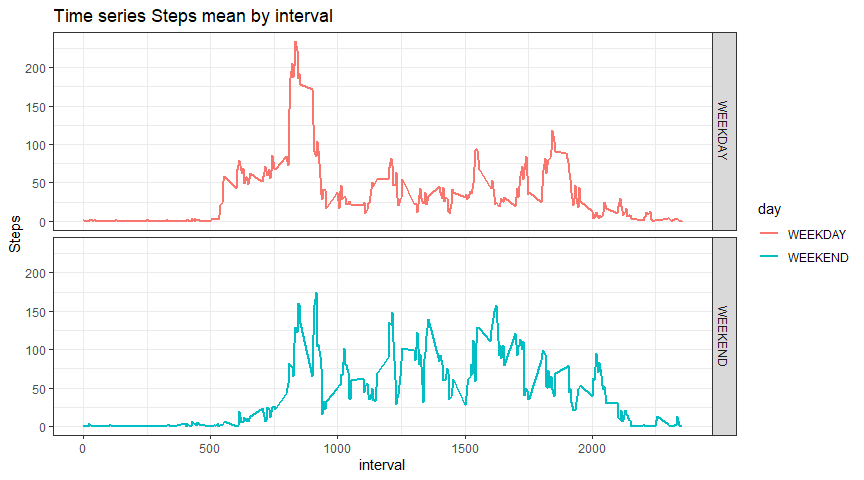 Time series Steps mean by interval
200
150
100
50
0
WEEKDAY
200
150
100
50
0
WEEKEND
Steps
0
500
1000
1500
2000
interval
day
WEEKDAY
WEEKEND